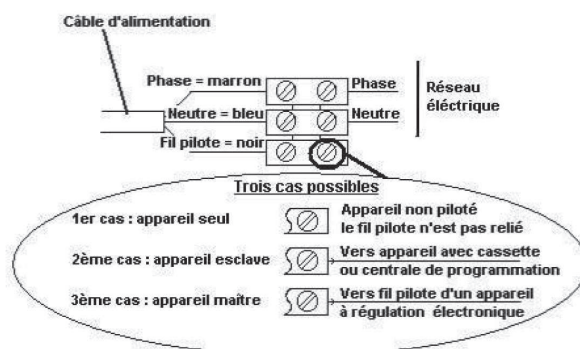 Câble d'alimentation
Phase = marron
Phase
Réseau
éléctrique
Neutre = bleu
Neutre
Fil pilote = noir
Trois cas possibles
1er cas : appareil seul
Appareil non piloté
le fil pilote n'est pas relié
2ème cas : appareil esclave
Vers appareil avec cassette
ou centrale de programmation
3ème cas : appareil maître
Vers fil pilote d'un appareil
à régulation électronique